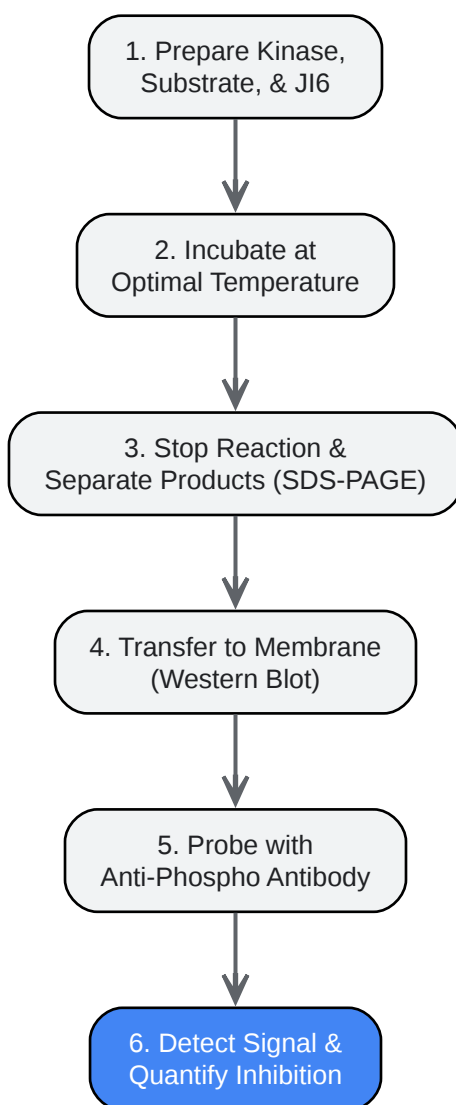 1. Prepare Kinase,
Substrate, & JI6
2. Incubate at
Optimal Temperature
3. Stop Reaction &
Separate Products (SDS-PAGE)
4. Transfer to Membrane
(Western Blot)
5. Probe with
Anti-Phospho Antibody
6. Detect Signal &
Quantify Inhibition